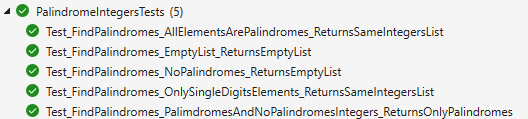 PalindromeIntegersTests (5)
Test_FindPalindromes_AllElementsArePalindromes_ReturnsSameIntegersList
Test_FindPalindromes_EmptyList_ReturnsEmptyList
Test_FindPalindromes_NoPalindromes_ReturnsEmptyList
Test_FindPalindromes_OnlySingleDigitsElements_ReturnsSameIntegersList
Test_FindPalindromes_PalimdromesAndNoPalindromesIntegers_ReturnsOnlyPalindromes